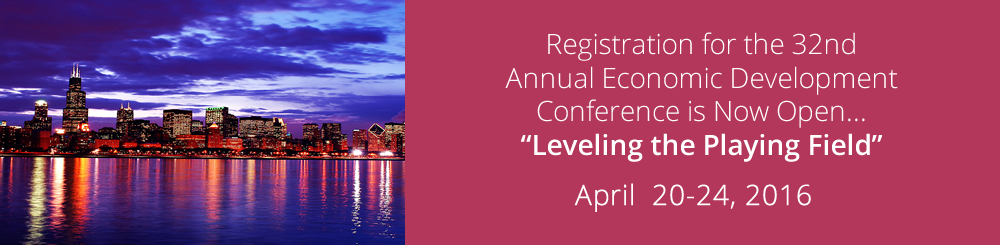 Registration for the 32nd
Annual Economic Development
Conference is Now Open...
“Leveling the Playing Field”
April 20-24, 2016